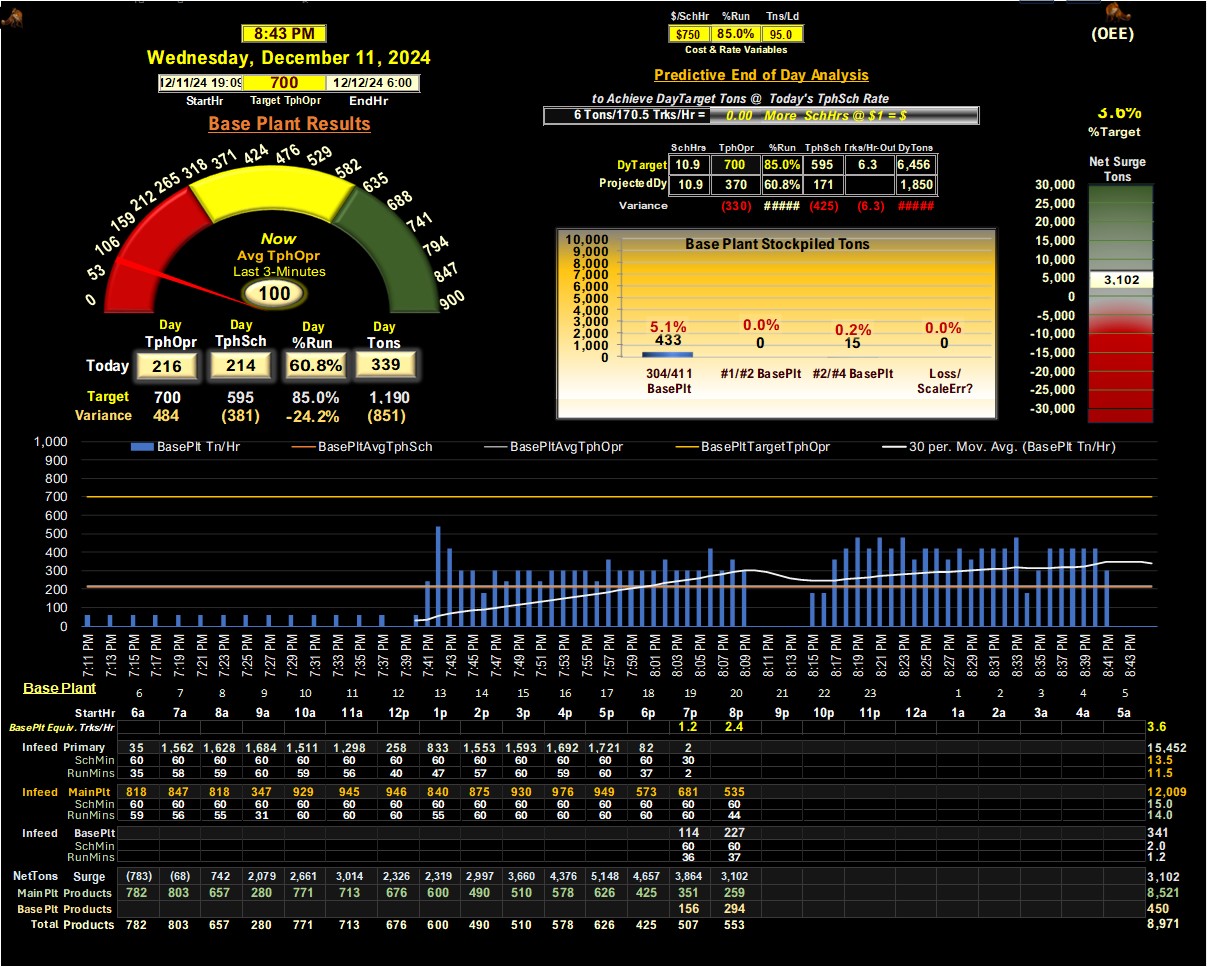 8:43 PM
Wednesday, December 11, 2024
12/11/24 19:09 700 12/12/24 6:00
StartHr Target TphOpr EndHr
Base Plant Results
0 53 106 159 212 265 318 371 424 476 529 582 635 688 741 794 847 900
Now
Avg TphOpr
Last 3-Minutes
100
Day Day Day Day
TphOpr TphSch %Run Tons
Today 216 214 60.8% 339
Target 700 595 85.0% 1,190
Variance 484 (381) -24.2% (851)
$/SchHr %Run Tns/Ld
$750 85.0% 95.0
Cost & Rate Variables
Predictive End of Day Analysis
to Achieve DayTarget Tons @ Today's TphSch Rate
6 Tons/170.5 Trks/Hr = 0.00 More SchHrs @ $1 = $
SchHrs TphOpr %Run TphSch Trks/Hr-Out DyTons
DyTarget 10.9 700 85.0% 595 6.3 6,456
ProjectedDy 10.9 370 60.8% 171 1,850
Variance (330) ##### (425) (6.3) #####
Base Plant Stockpiled Tons
10,000
9,000
8,000
7,000
6,000
5,000
4,000
3,000
2,000
1,000
0
5.1% 0.0% 0.2% 0.0%
433 0 15 0
304/411 BasePlt #1/#2 BasePlt #2/#4 BasePlt Loss/ ScaleErr?
(OEE)
3.6%
%Target
Net Surge
Tons
30,000
25,000
20,000
15,000
10,000
5,000
3,102
0
-5,000
-10,000
-15,000
-20,000
-25,000
-30,000
BasePlt Tn/Hr BasePltAvgTphSch BasePltAvgTphOpr BasePltTargetTphOpr 30 per. Mov. Avg. (BasePlt Tn/Hr)
1,000
900
800
700
600
500
400
300
200
100
0
7:11 PM 7:13 PM 7:15 PM 7:17 PM 7:19 PM 7:21 PM 7:23 PM 7:25 PM 7:27 PM 7:29 PM 7:31 PM 7:33 PM 7:35 PM 7:37 PM 7:39 PM 7:41 PM 7:43 PM 7:45 PM 7:47 PM 7:49 PM 7:51 PM 7:53 PM 7:55 PM 7:57 PM 7:59 PM 8:01 PM 8:03 PM 8:05 PM 8:07 PM 8:09 PM 8:11 PM 8:13 PM 8:15 PM 8:17 PM 8:19 PM 8:21 PM 8:23 PM 8:25 PM 8:27 PM 8:29 PM 8:31 PM 8:33 PM 8:35 PM 8:37 PM 8:39 PM 8:41 PM 8:43 PM
Base Plant 6 7 8 9 10 11 12 13 14 15 16 17 18 19 20 21 22 23 1 2 3 4 5
StartHr 6a 7a 8a 9a 10a 11a 12p 1p 2p 3p 4p 5p 6p 7p 8p 9p 10p 11p 12a 1a 2a 3a 4a 5a
BasePlt Equiv. Trks/Hr 1.2 2.4 3.6
Infeed Primary 35 1,562 1,628 1,684 1,511 1,298 258 833 1,553 1,593 1,692 1,721 82 2 15,452
SchMin 60 60 60 60 60 60 60 60 60 60 60 60 60 30 13.5
RunMins 35 58 59 60 59 56 40 47 57 60 59 60 37 2 11.5
Infeed MainPlt 818 847 818 347 929 945 946 840 875 930 976 949 573 681 535 12,009
SchMin 60 60 60 60 60 60 60 60 60 60 60 60 60 60 60 15.0
RunMins 59 56 55 31 60 60 60 55 60 60 60 60 60 60 44 14.0
Infeed BasePlt 114 227 341
SchMin 60 60 2.0
RunMins 36 37 1.2
NetTons Surge (783) (68) 742 2,079 2,661 3,014 2,326 2,319 2,997 3,660 4,376 5,148 4,657 3,864 3,102 3,102
MainPlt Products 782 803 657 280 771 713 676 600 490 510 578 626 425 351 259 8,521
BasePlt Products 156 294 450
Total Products 782 803 657 280 771 713 676 600 490 510 578 626 425 507 553 8,971